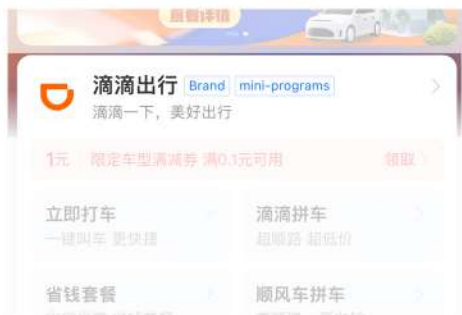 查看详情
滴滴出行 Brand mini-programs
滴滴一下，美好出行
1元 限定车型满减券 满0.1元可用 领取
立即打车
一键叫车 更快捷
滴滴拼车
超顺路 超低价
省钱套餐
顺风车拼车